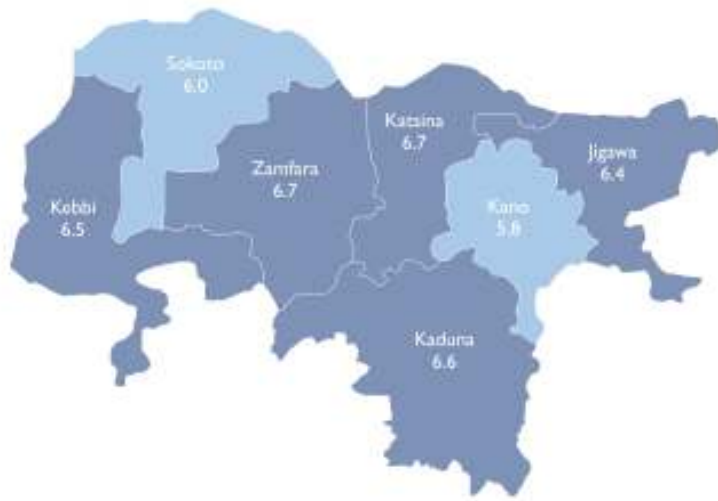 Sokoto
6.0
Katsina
6.7
Jigawa
6.4
Zamfara
6.7
Kebbi
6.5
Kano
5.8
Kaduna
6.6